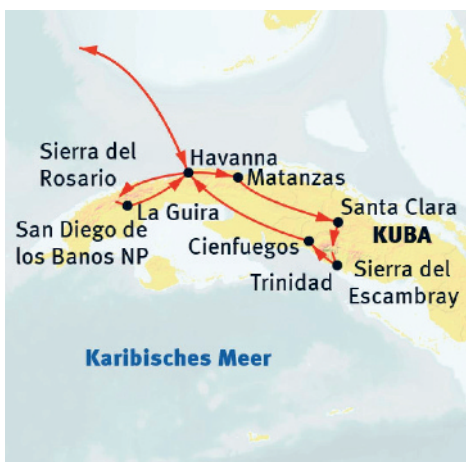 Sierra del
Rosario
Havanna
Matanzas
La Guira
San Diego de
los Banos NP
Santa Clara
KUBA
Cienfuegos
Trinidad
Sierra del
Escambray
Karibisches Meer